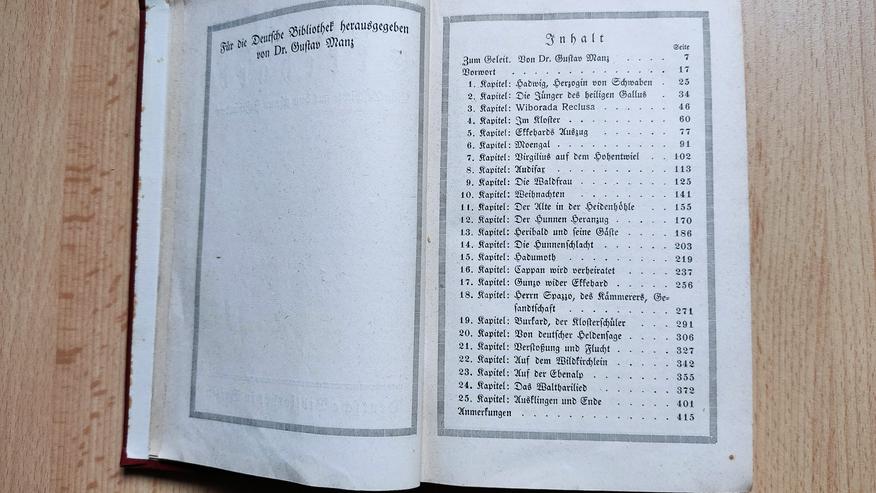 Für die Deutsche Bibliothek herausgegeben
von Dr. Gustav Manz
Inhalt
Seite
Zum Geleit. Von Dr. Gustav Manz . . . . 7
Vorwort . . . . . . . . . . . . 17
1. Kapitel: Hadwig, Herzogin von Schwaben . 25
2. Kapitel: Die Jünger des heiligen Gallus . 34
3. Kapitel: Wiborada Reclusa . . . . . 46
4. Kapitel: Im Kloster . . . . . . . 60
5. Kapitel: Ekkehards Auszug . . . . . 77
6. Kapitel: Moengal . . . . . . . . 91
7. Kapitel: Virgilius auf dem Hohentwiel . . 102
8. Kapitel: Audifax . . . . . . . . 113
9. Kapitel: Die Waldfrau . . . . . . 125
10. Kapitel: Weihnachten . . . . . . 141
11. Kapitel: Der Alte in der Heidenhöhle . . 155
12. Kapitel: Der Hunnen Heranzug . . . . 170
13. Kapitel: Heribald und seine Gäste . . . 186
14. Kapitel: Die Hunnenschlacht . . . . . 203
15. Kapitel: Hadumoth . . . . . . . 219
16. Kapitel: Cappan wird verheiratet . . . 237
17. Kapitel: Gunzo wider Ekkehard . . . . 256
18. Kapitel: Herrn Spazzo, des Kämmerers, Ge-
sandtschaft . . . . . . . . 271
19. Kapitel: Burkard, der Klosterschüler . . . 291
20. Kapitel: Von deutscher Heldensage . . . 306
21. Kapitel: Verstoßung und Flucht . . . . 327
22. Kapitel: Auf dem Wildkirchlein . . . . 342
23. Kapitel: Auf der Ebenalp . . . . . . 355
24. Kapitel: Das Waltharilied . . . . . . 372
25. Kapitel: Ausklingen und Ende . . . . 401
Anmerkungen . . . . . . . . . . . 415